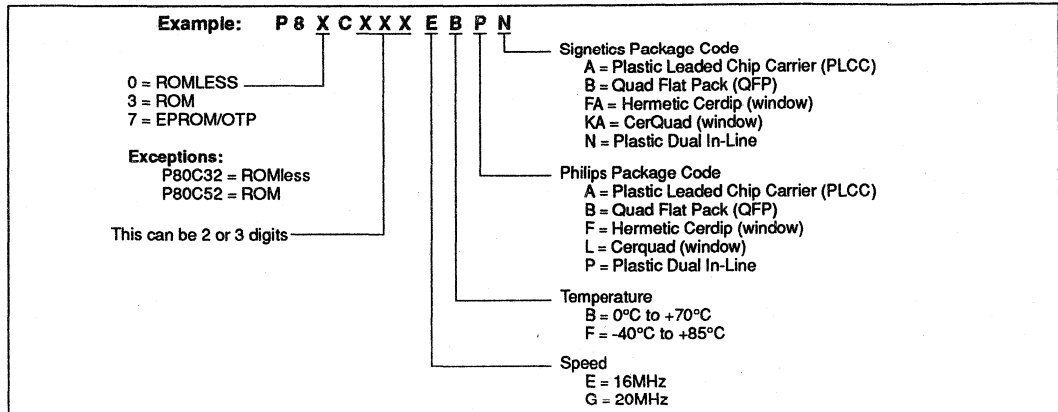 Example: P 8 X C X X X E B P N
0 = ROMLESS
3 = ROM
7 = EPROM/OTP
Exceptions:
P80C32 = ROMless
P80C52 = ROM
This can be 2 or 3 digits
Signetics Package Code
A = Plastic Leaded Chip Carrier (PLCC)
B = Quad Flat Pack (QFP)
FA = Hermetic Cerdip (window)
KA = CerQuad (window)
N = Plastic Dual In-Line
Philips Package Code
A = Plastic Leaded Chip Carrier (PLCC)
B = Quad Flat Pack (QFP)
F = Hermetic Cerdip (window)
L = Cerquad (window)
P = Plastic Dual In-Line
Temperature
B = 0°C to +70°C
F = -40°C to +85°C
Speed
E = 16MHz
G = 20MHz